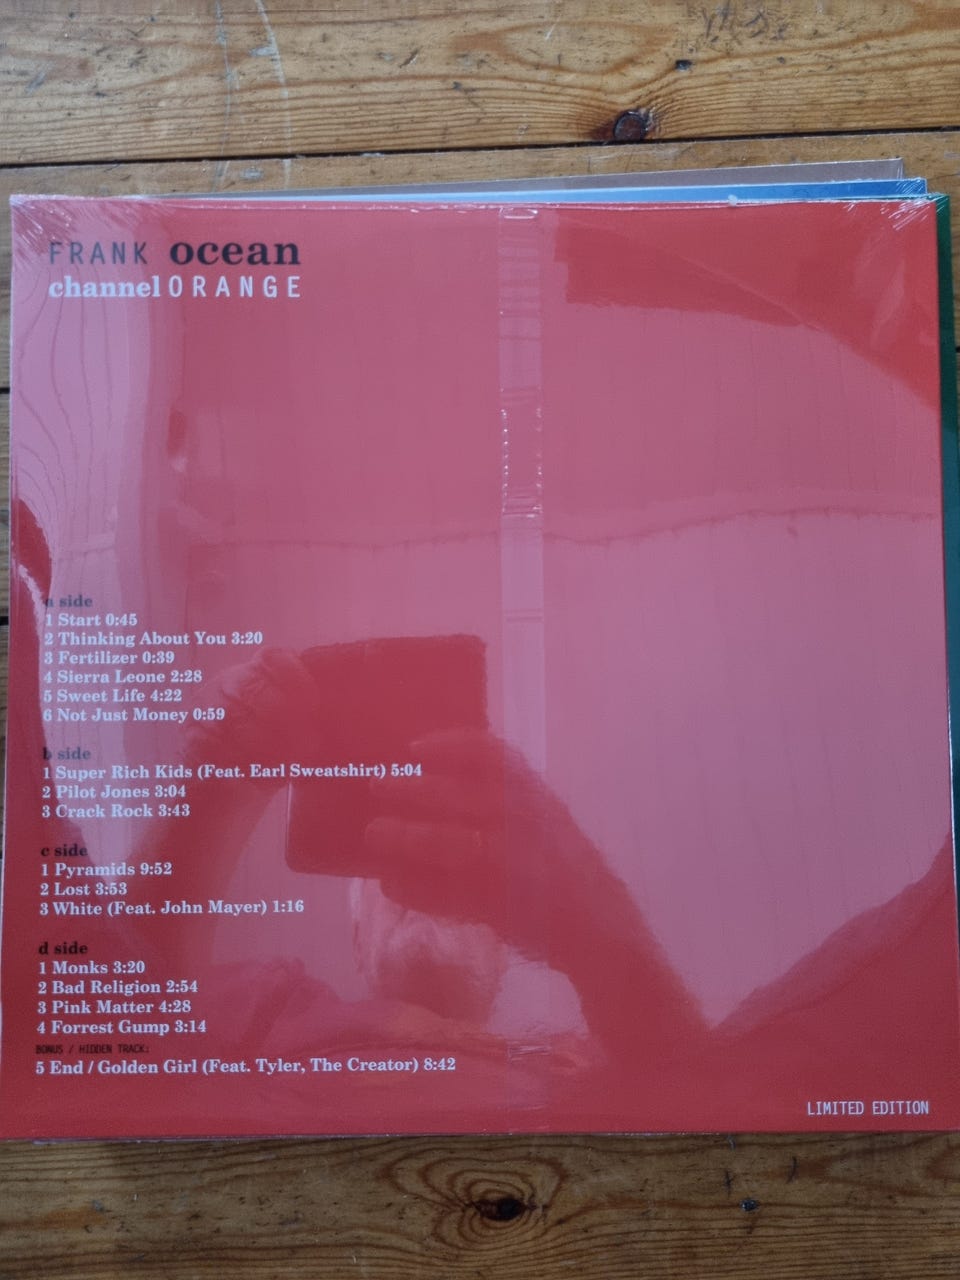 FRANK ocean
channel ORANGE
a side
1 Start 0:45
2 Thinking About You 3:20
3 Fertilizer 0:39
4 Sierra Leone 2:28
5 Sweet Life 4:22
6 Not Just Money 0:59
b side
1 Super Rich Kids (Feat. Earl Sweatshirt) 5:04
2 Pilot Jones 3:04
3 Crack Rock 3:43
c side
1 Pyramids 9:52
2 Lost 3:53
3 White (Feat. John Mayer) 1:16
d side
1 Monks 3:20
2 Bad Religion 2:54
3 Pink Matter 4:28
4 Forrest Gump 3:14
BONUS / HIDDEN TRACK:
5 End / Golden Girl (Feat. Tyler, The Creator) 8:42
LIMITED EDITION